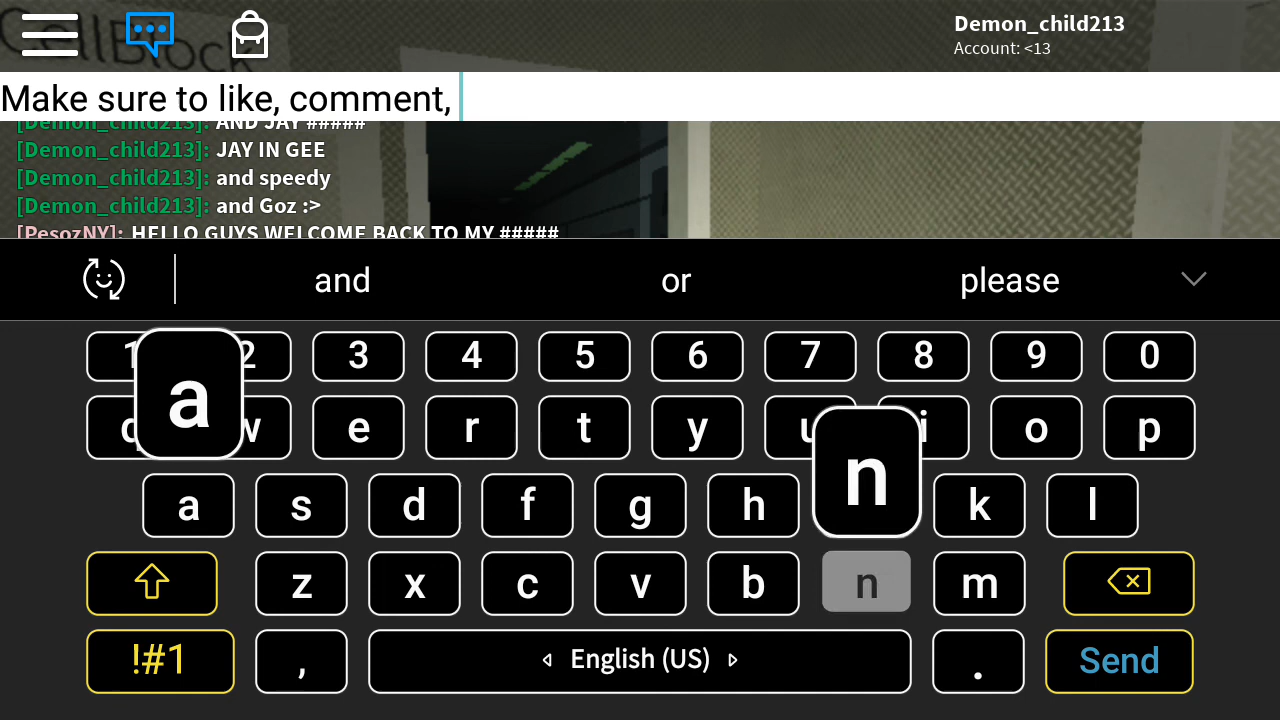 CellBlock
Demon_child213
Account: <13
Make sure to like, comment,
[Demon_child213]: AND JAY #####
[Demon_child213]: JAY IN GEE
[Demon_child213]: and speedy
[Demon_child213]: and Goz :>
[PesozNY]: HELLO GUYS WELCOME BACK TO MY #####
and or please
1 2 3 4 5 6 7 8 9 0
q w e r t y u i o p
a n
a s d f g h k l
z x c v b n m
!#1 , English (US) . Send